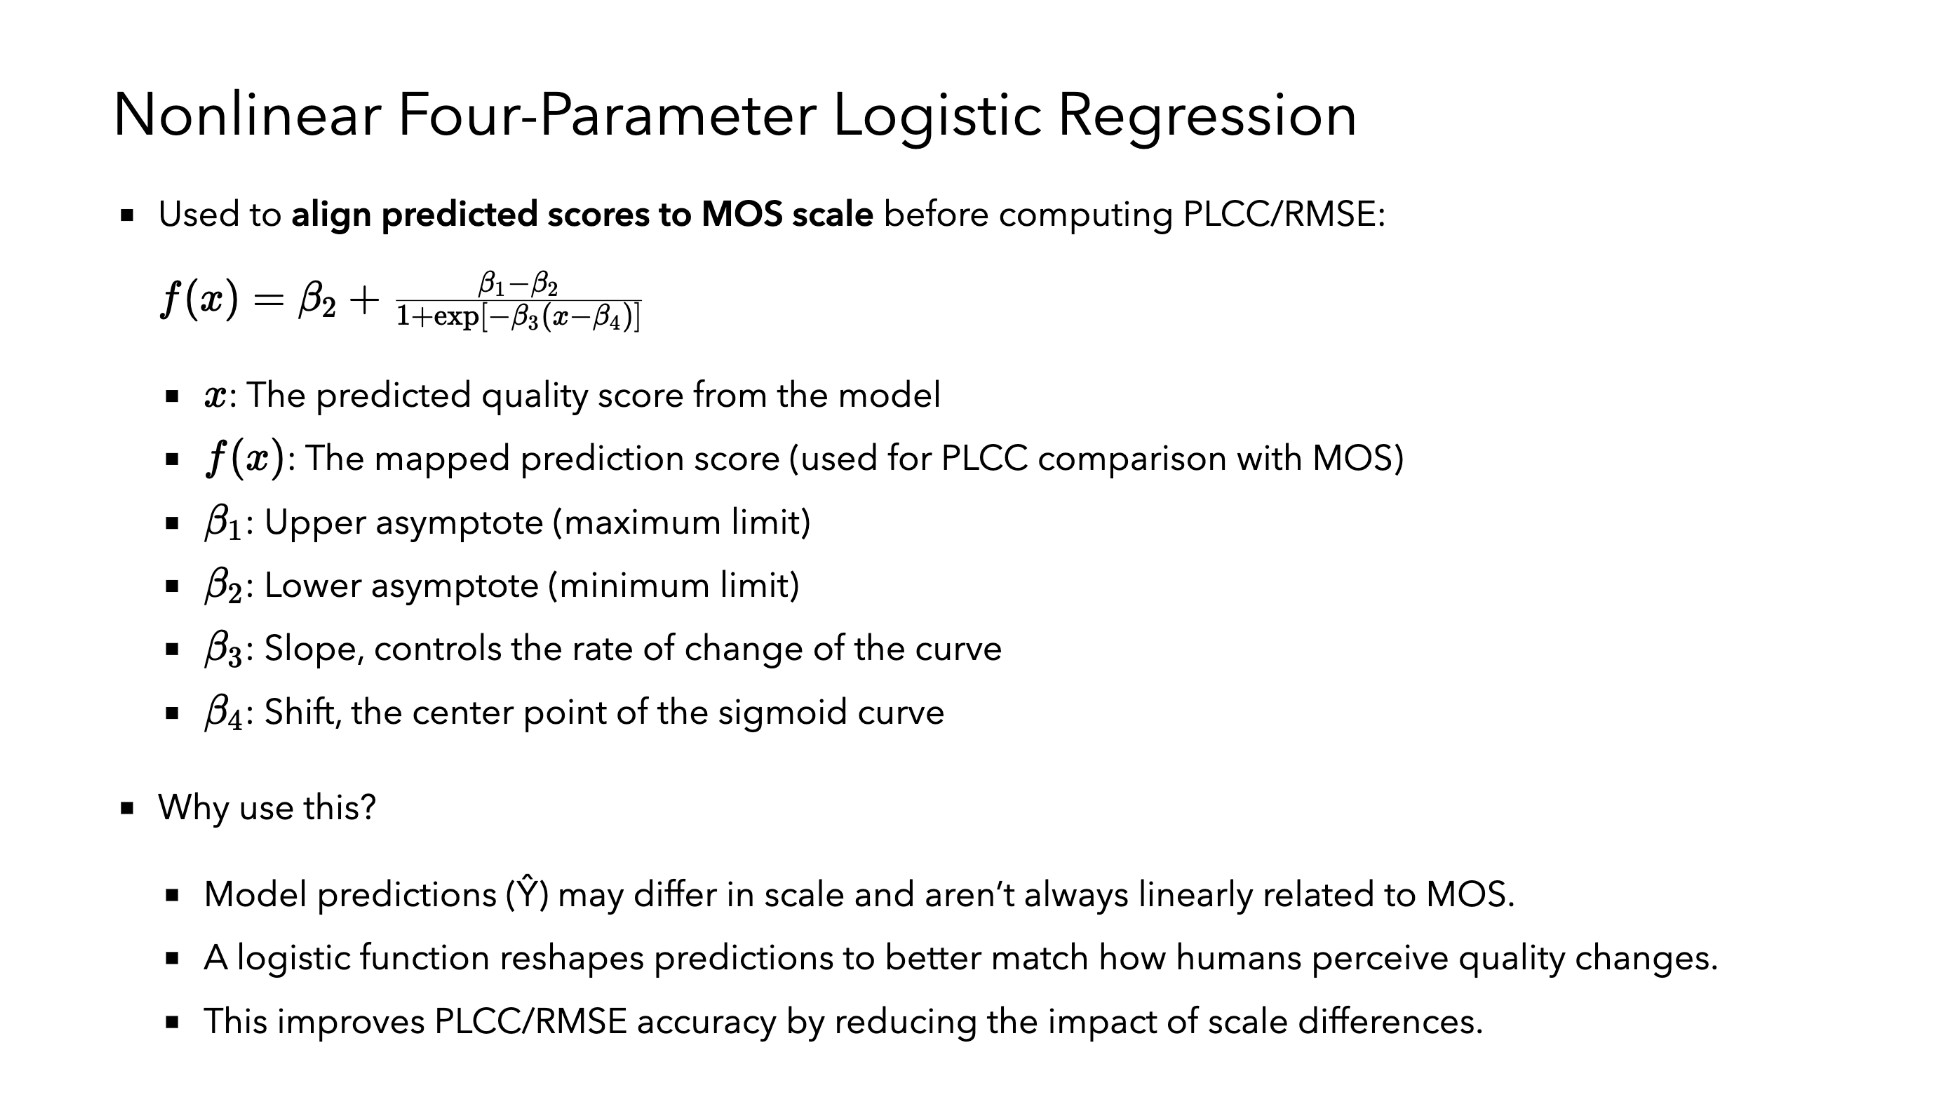 Nonlinear Four-Parameter Logistic Regression
▪ Used to align predicted scores to MOS scale before computing PLCC/RMSE:
f(x) = β₂ + (β₁−β₂)/(1+exp[−β₃(x−β₄)])
▪ x: The predicted quality score from the model
▪ f(x): The mapped prediction score (used for PLCC comparison with MOS)
▪ β₁: Upper asymptote (maximum limit)
▪ β₂: Lower asymptote (minimum limit)
▪ β₃: Slope, controls the rate of change of the curve
▪ β₄: Shift, the center point of the sigmoid curve
▪ Why use this?
▪ Model predictions (Ŷ) may differ in scale and aren’t always linearly related to MOS.
▪ A logistic function reshapes predictions to better match how humans perceive quality changes.
▪ This improves PLCC/RMSE accuracy by reducing the impact of scale differences.